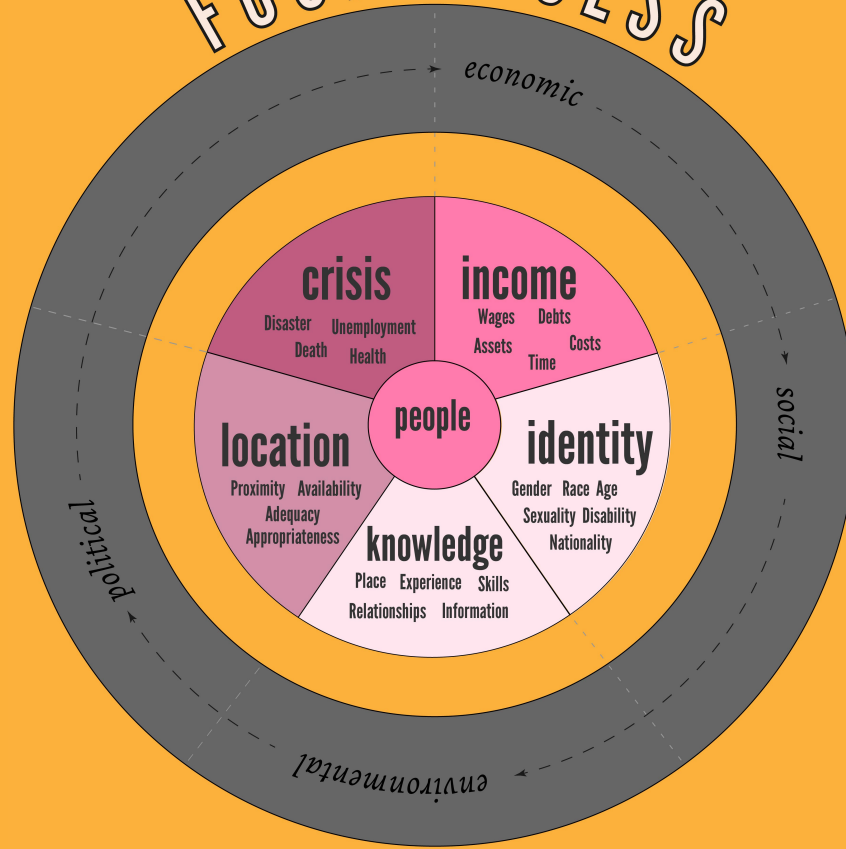 economic
social
environmental
political
crisis
Disaster Unemployment
Death Health
income
Wages Debts
Assets Costs
Time
people
location
Proximity Availability
Adequacy
Appropriateness
identity
Gender Race Age
Sexuality Disability
Nationality
knowledge
Place Experience Skills
Relationships Information